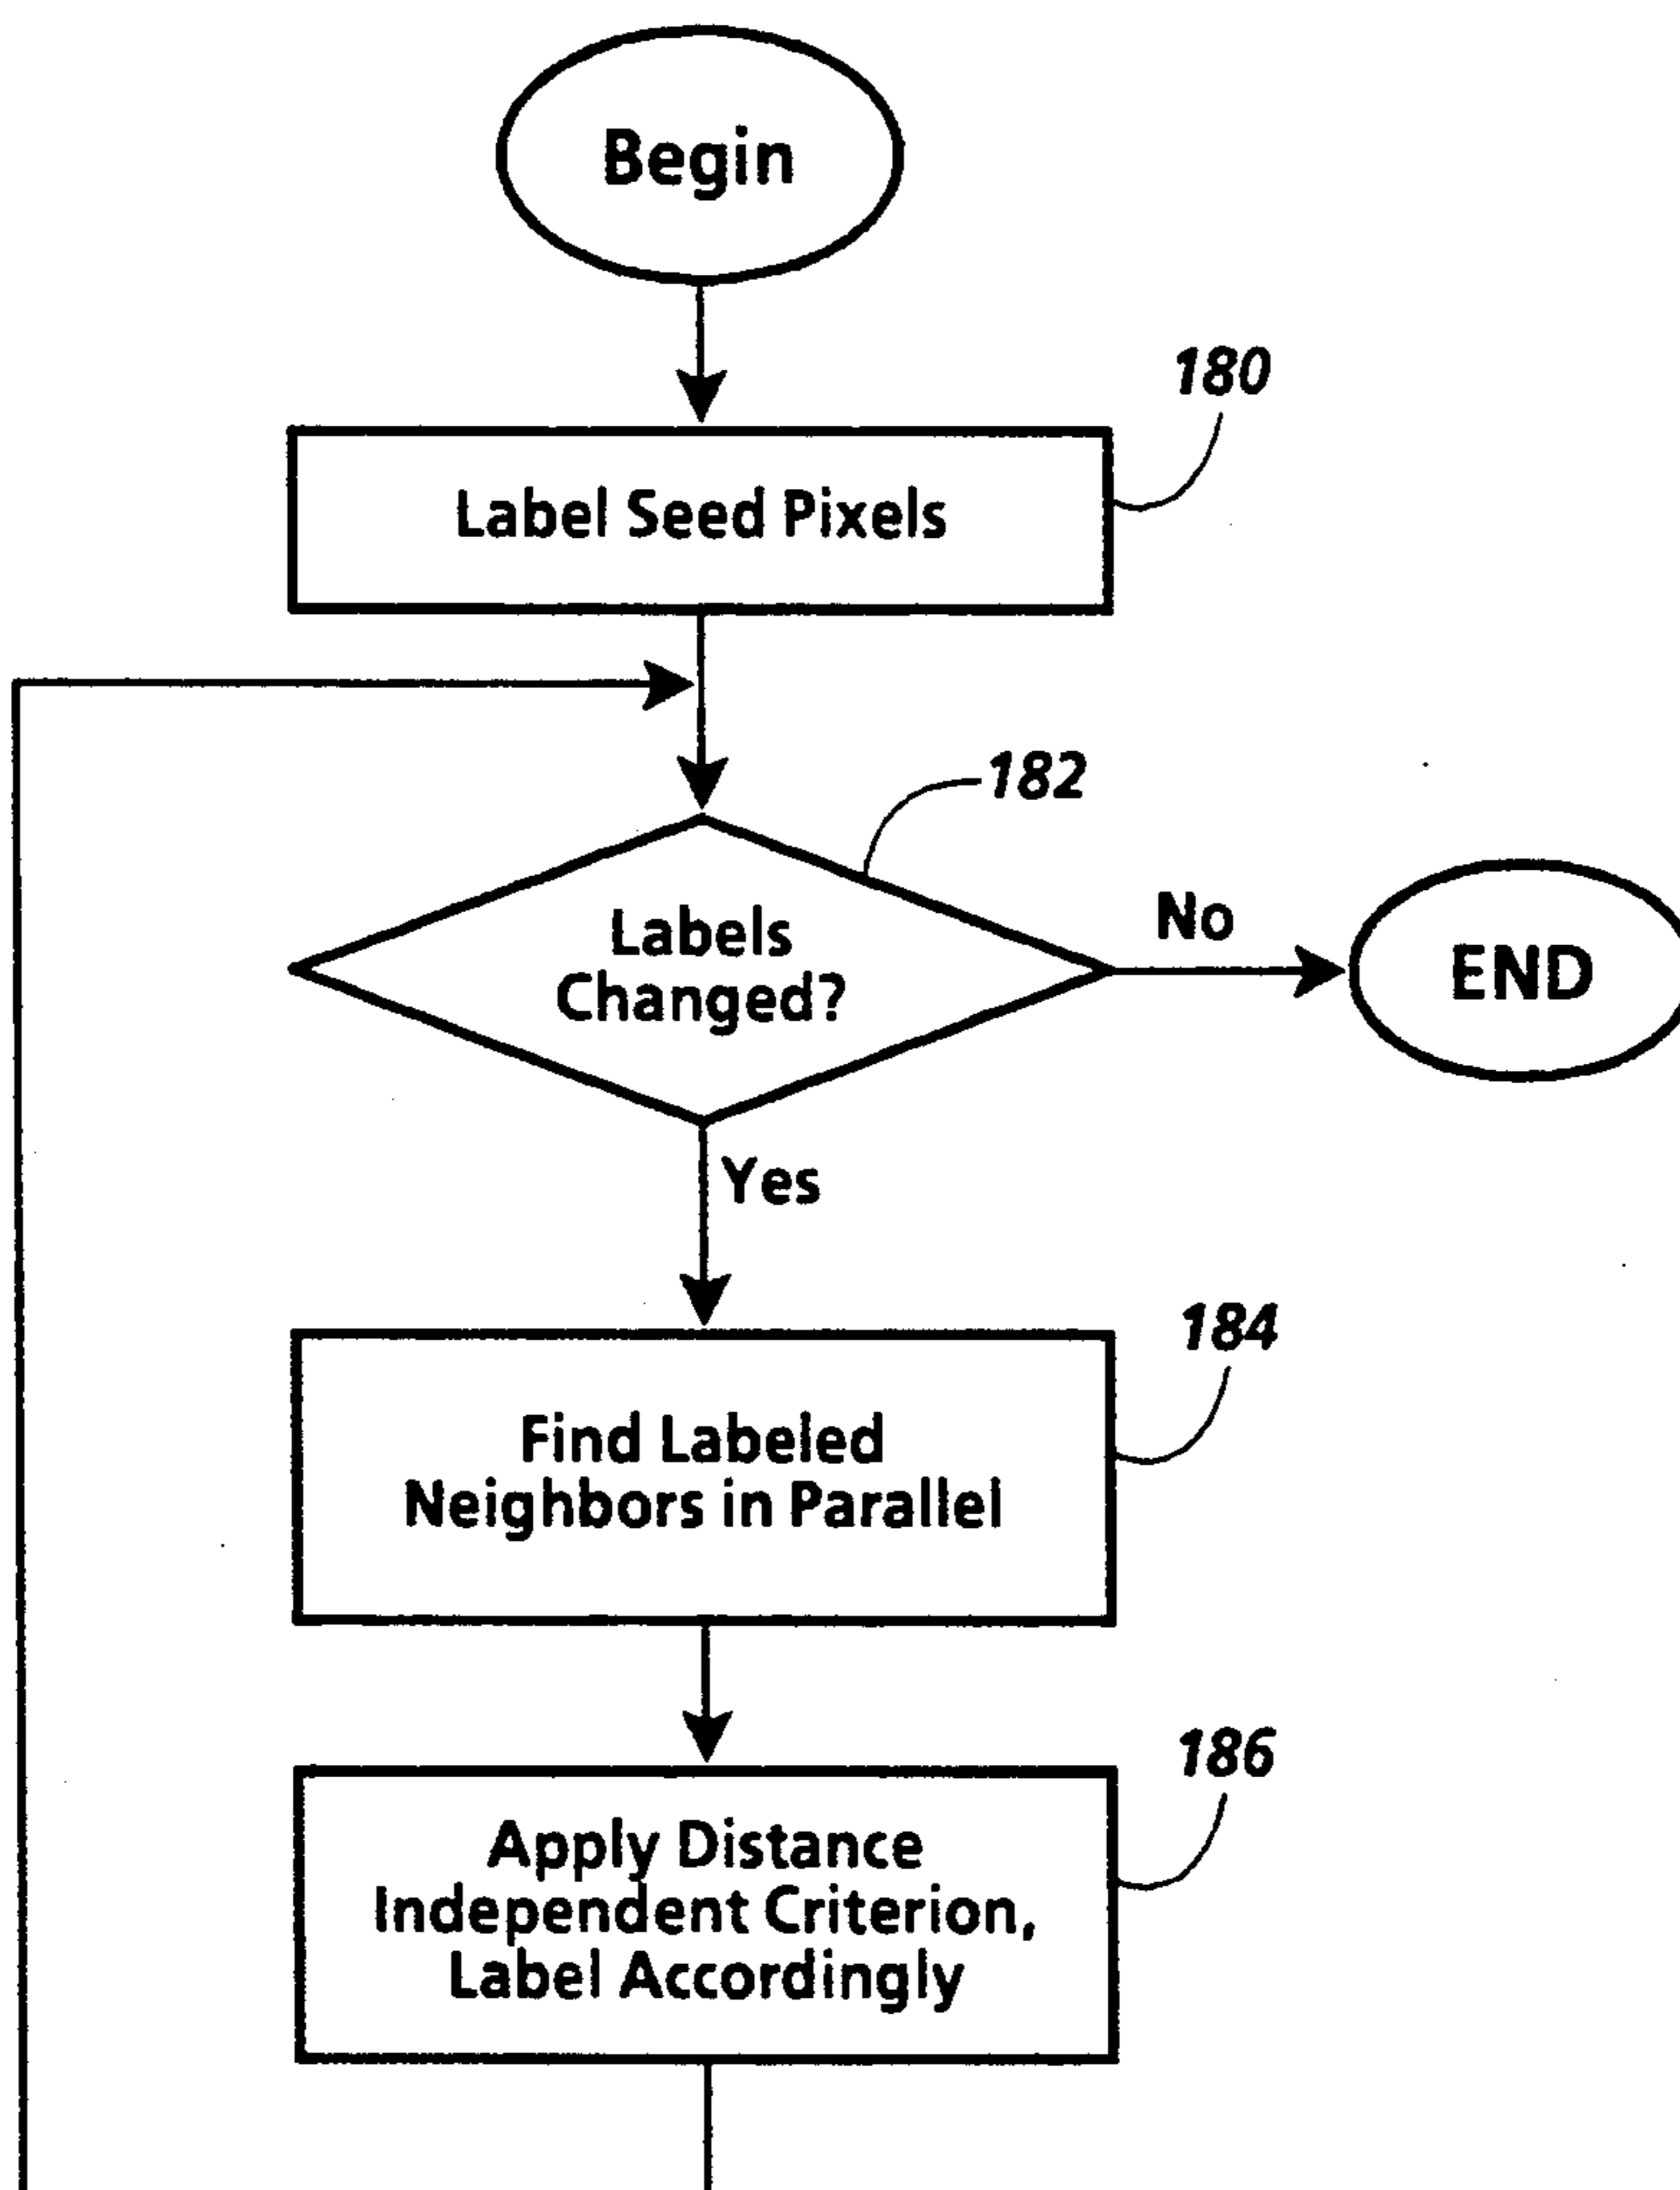 Begin
180
Label Seed Pixels
182
Labels
Changed?
No
END
Yes
184
Find Labeled
Neighbors in Parallel
186
Apply Distance
Independent Criterion,
Label Accordingly